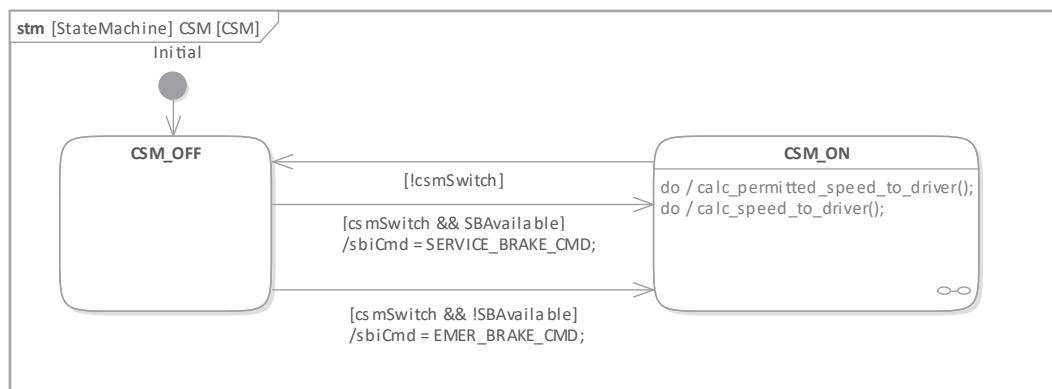 stm [StateMachine] CSM [CSM]
Initial
CSM_OFF
CSM_ON
do / calc_permitted_speed_to_driver();
do / calc_speed_to_driver();
[!csmSwitch]
[csmSwitch && SBAvailable]
/sbiCmd = SERVICE_BRAKE_CMD;
[csmSwitch && !SBAvailable]
/sbiCmd = EMER_BRAKE_CMD;